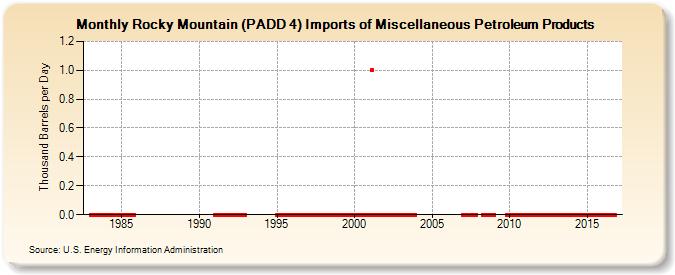 Monthly Rocky Mountain (PADD 4) Imports of Miscellaneous Petroleum Products
Thousand Barrels per Day
1.2
1.0
0.8
0.6
0.4
0.2
0.0
1985 1990 1995 2000 2005 2010 2015
Source: U.S. Energy Information Administration